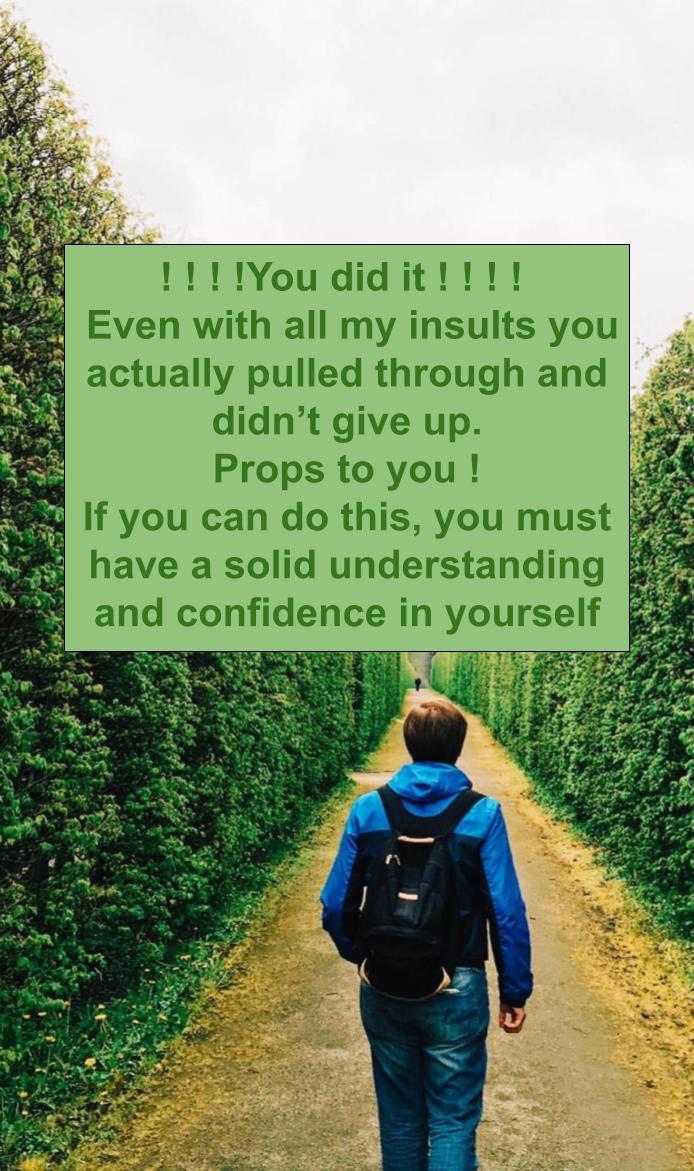 ! ! ! !You did it ! ! ! !
Even with all my insults you
actually pulled through and
didn’t give up.
Props to you !
If you can do this, you must
have a solid understanding
and confidence in yourself